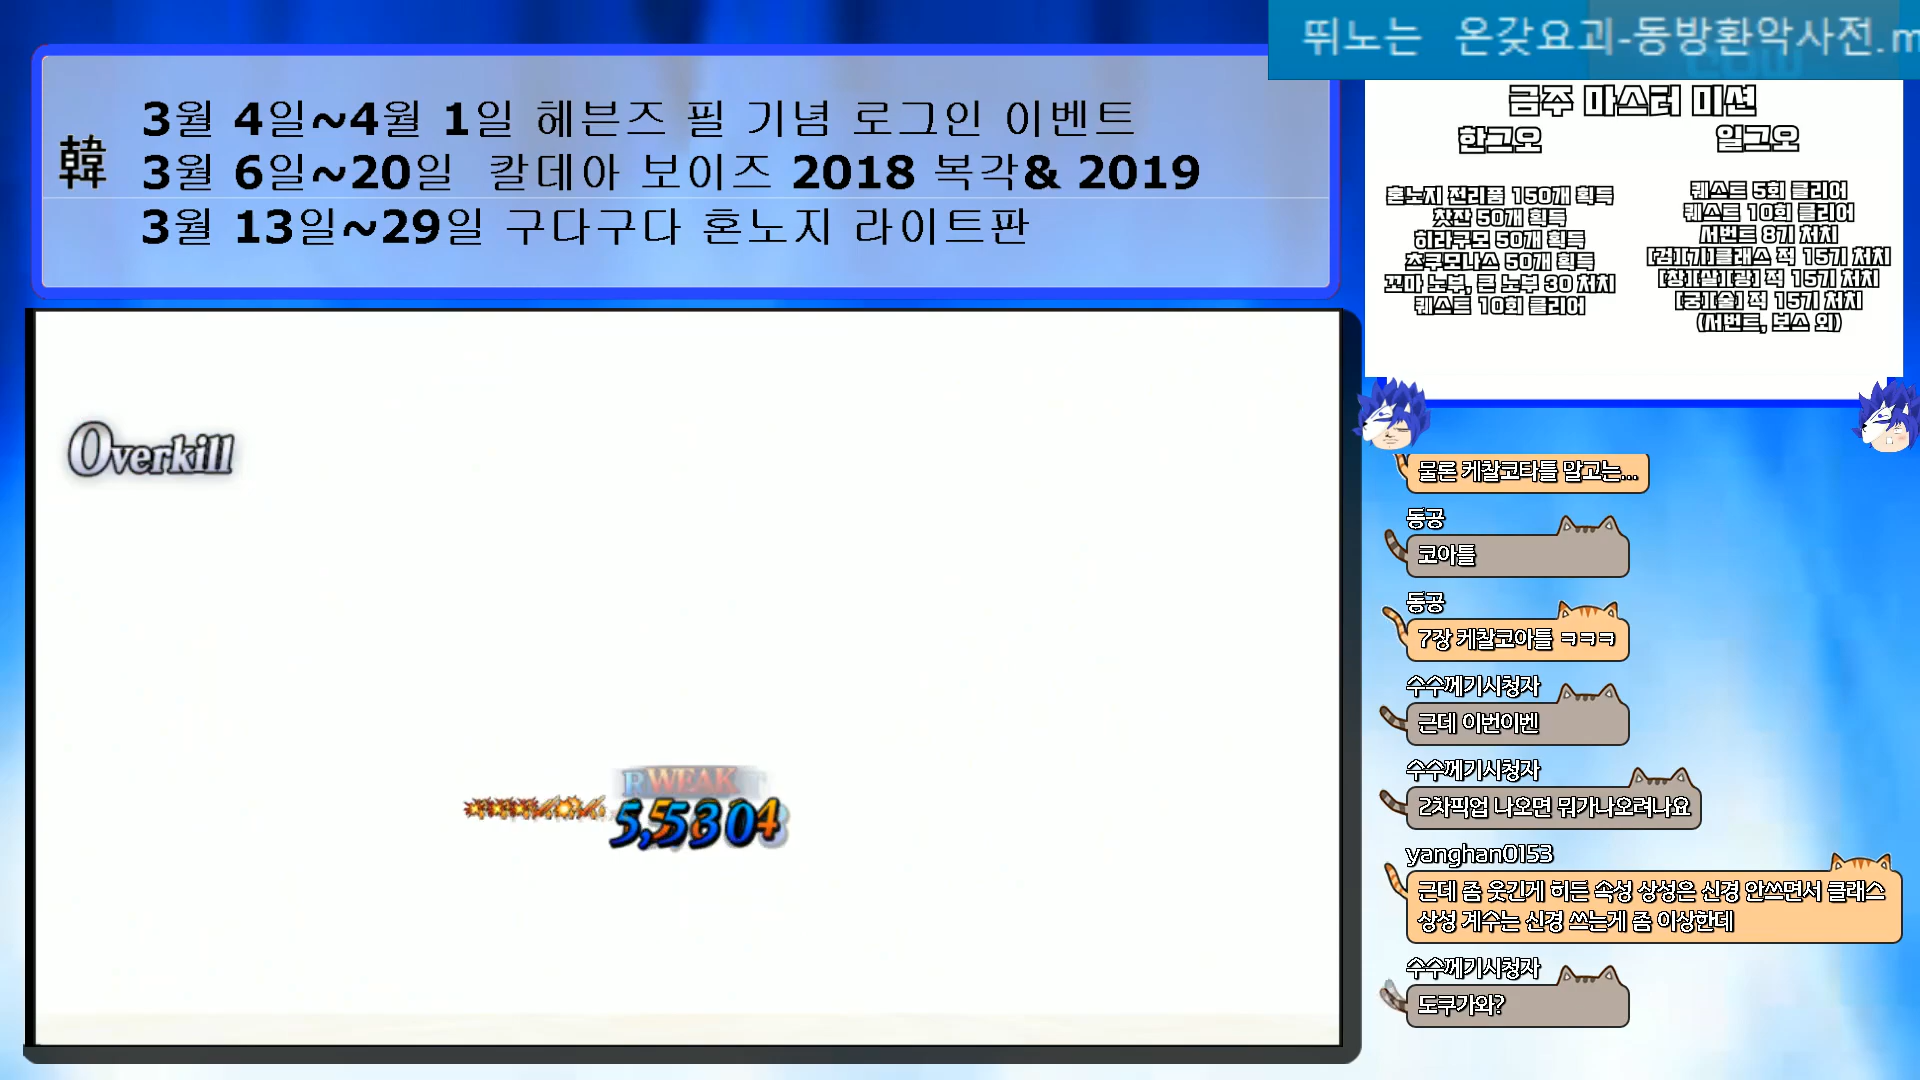 뛰노는 온갖요괴-동방환악사전.m
韓
3월 4일~4월 1일 헤븐즈 필 기념 로그인 이벤트
3월 6일~20일 칼데아 보이즈 2018 복각& 2019
3월 13일~29일 구다구다 혼노지 라이트판
금주 마스터 미션
한그오
혼노지 전리품 150개 획득
찻잔 50개 획득
히라구모 50개 획득
츠쿠모나스 50개 획득
꼬마 노부, 큰 노부 30 처치
퀘스트 10회 클리어
일그오
퀘스트 5회 클리어
퀘스트 10회 클리어
서번트 8기 처치
[검][기]클래스 적 15기 처치
[창][살][광] 적 15기 처치
[궁][술] 적 15기 처치
(서번트, 보스 외)
Overkill
WEAK
물론 케찰코타틀 말고는...
동공
코아틀
동공
7장 케찰코아틀 ㅋㅋㅋ
수수께기시청자
근데 이번이벤
수수께기시청자
2차픽업 나오면 뭐가나오려나요
yanghan0153
근데 좀 웃긴게 히든 속성 상성은 신경 안쓰면서 클래스
상성 계수는 신경 쓰는게 좀 이상한데
수수께기시청자
도쿠가와?